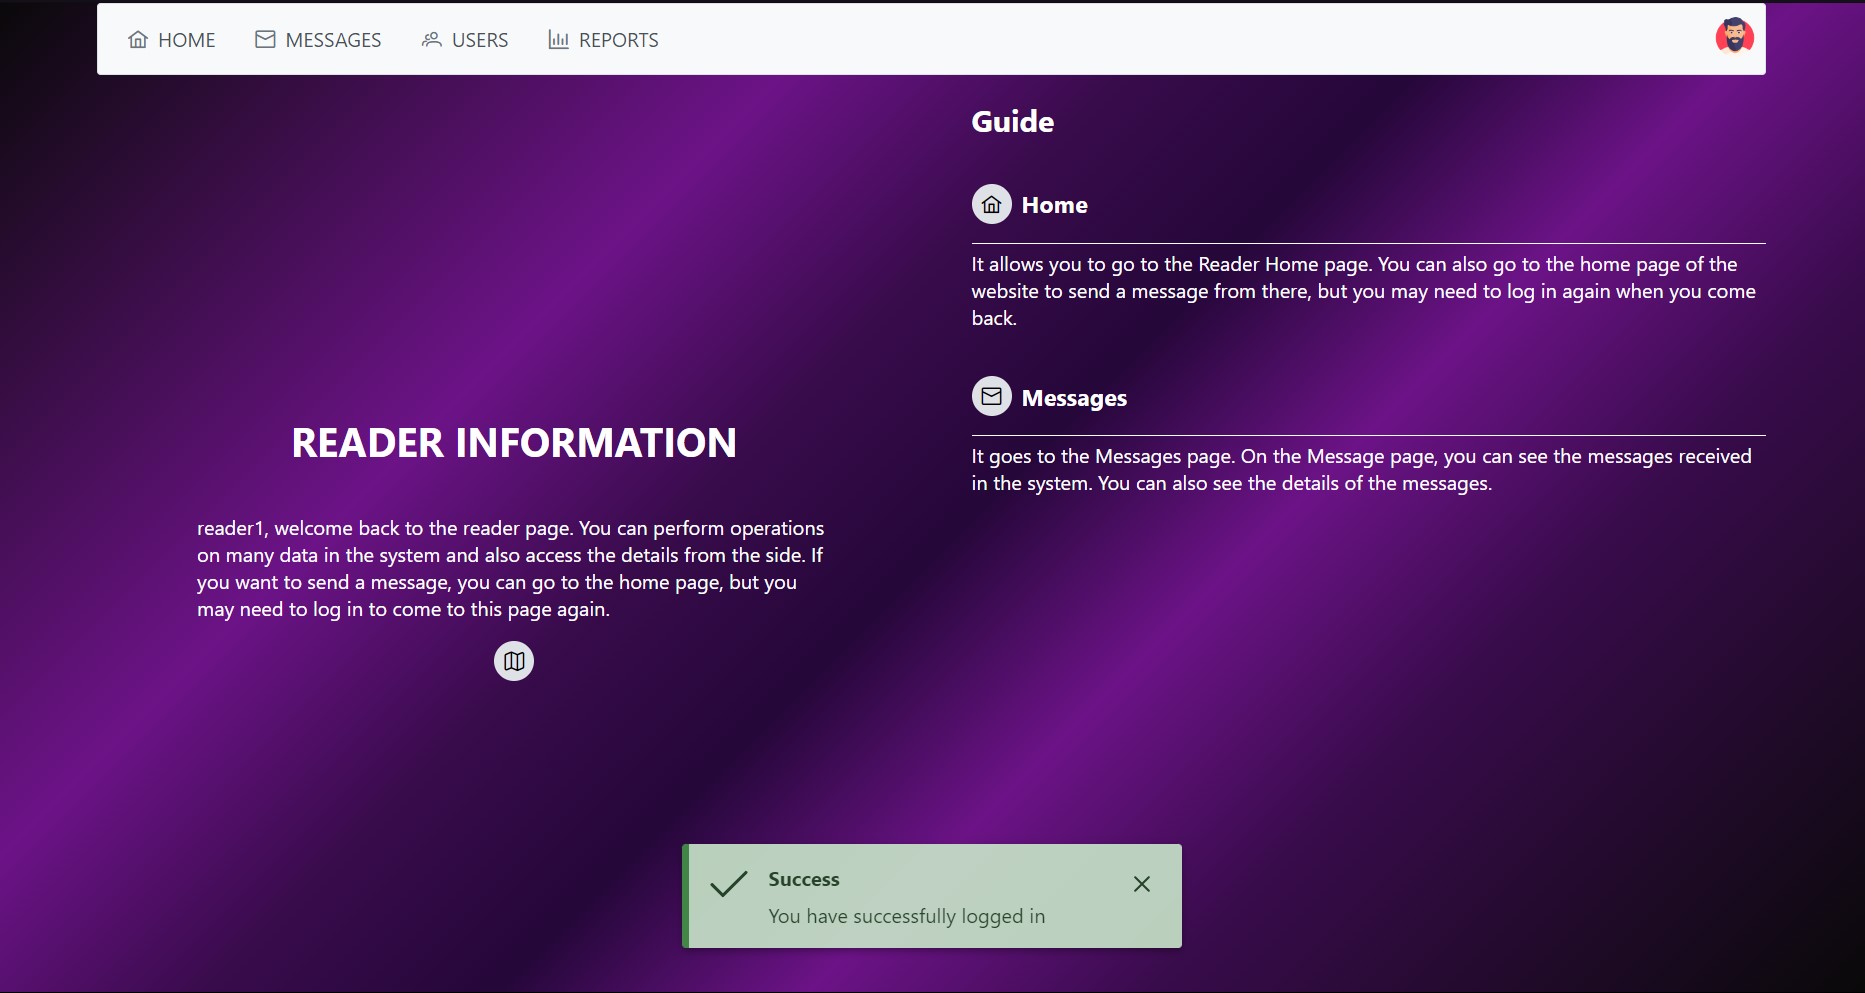 HOME MESSAGES USERS REPORTS
Guide
Home
It allows you to go to the Reader Home page. You can also go to the home page of the
website to send a message from there, but you may need to log in again when you come
back.
Messages
It goes to the Messages page. On the Message page, you can see the messages received
in the system. You can also see the details of the messages.
READER INFORMATION
reader1, welcome back to the reader page. You can perform operations
on many data in the system and also access the details from the side. If
you want to send a message, you can go to the home page, but you
may need to log in to come to this page again.
Success
You have successfully logged in